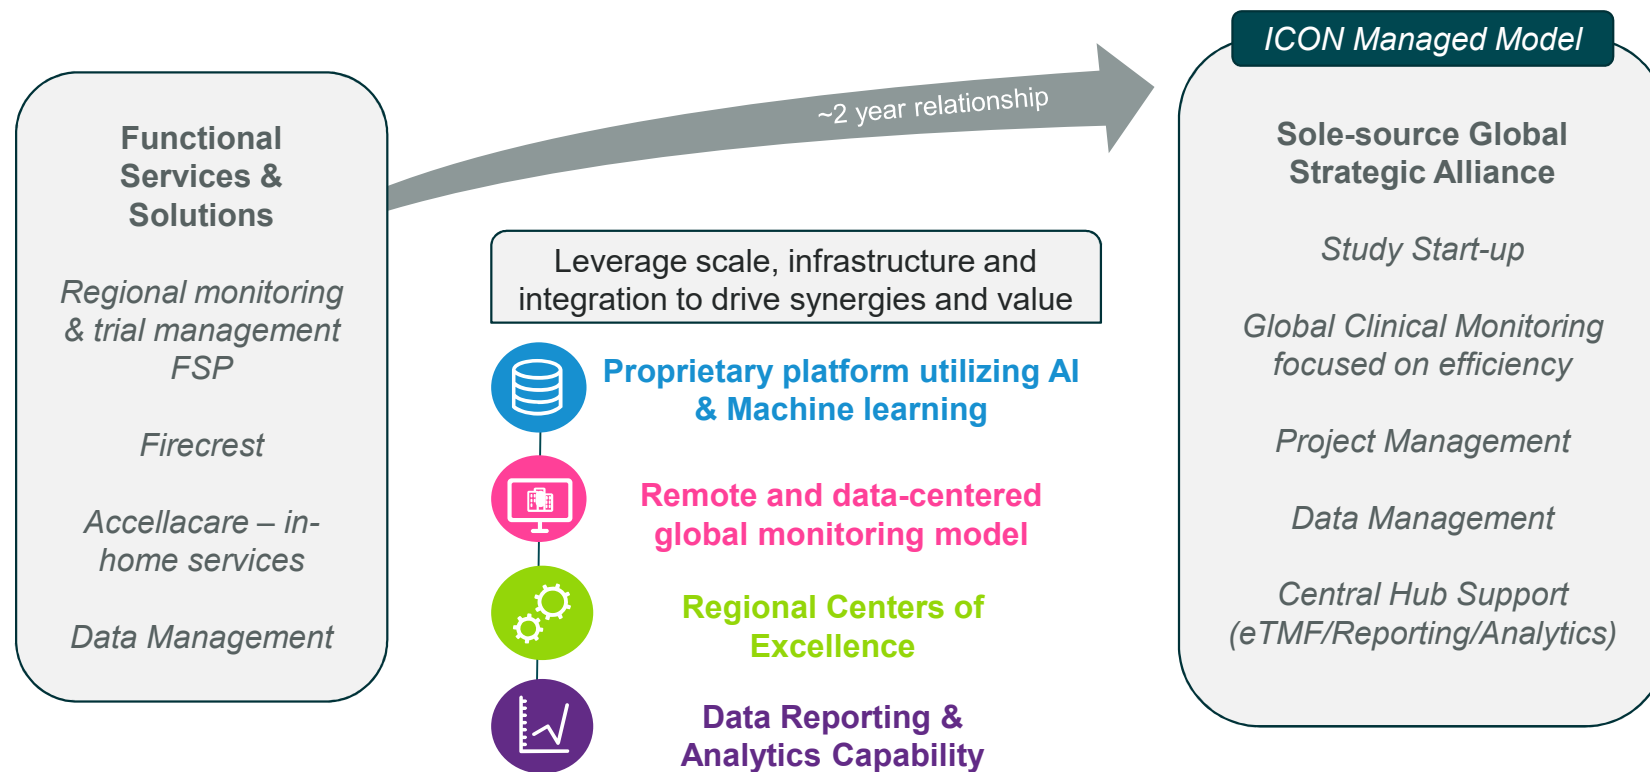 ICON Managed Model
~2 year relationship
Functional
Services &
Solutions
Regional monitoring
& trial management
FSP
Firecrest
Accellacare – in-
home services
Data Management
Leverage scale, infrastructure and
integration to drive synergies and value
Proprietary platform utilizing AI
& Machine learning
Remote and data-centered
global monitoring model
Regional Centers of
Excellence
Data Reporting &
Analytics Capability
Sole-source Global
Strategic Alliance
Study Start-up
Global Clinical Monitoring
focused on efficiency
Project Management
Data Management
Central Hub Support
(eTMF/Reporting/Analytics)